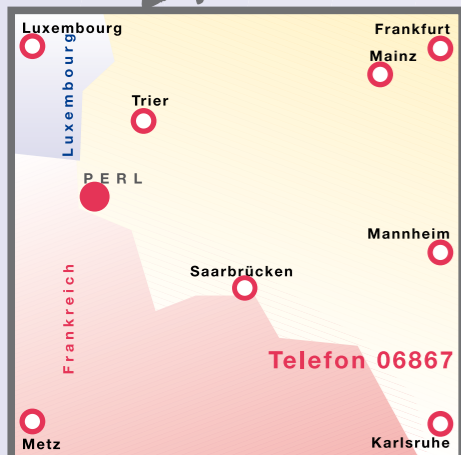 Luxembourg
Frankfurt
Mainz
Luxembourg
Trier
PERL
Mannheim
Saarbrücken
Frankreich
Telefon 06867
Metz
Karlsruhe